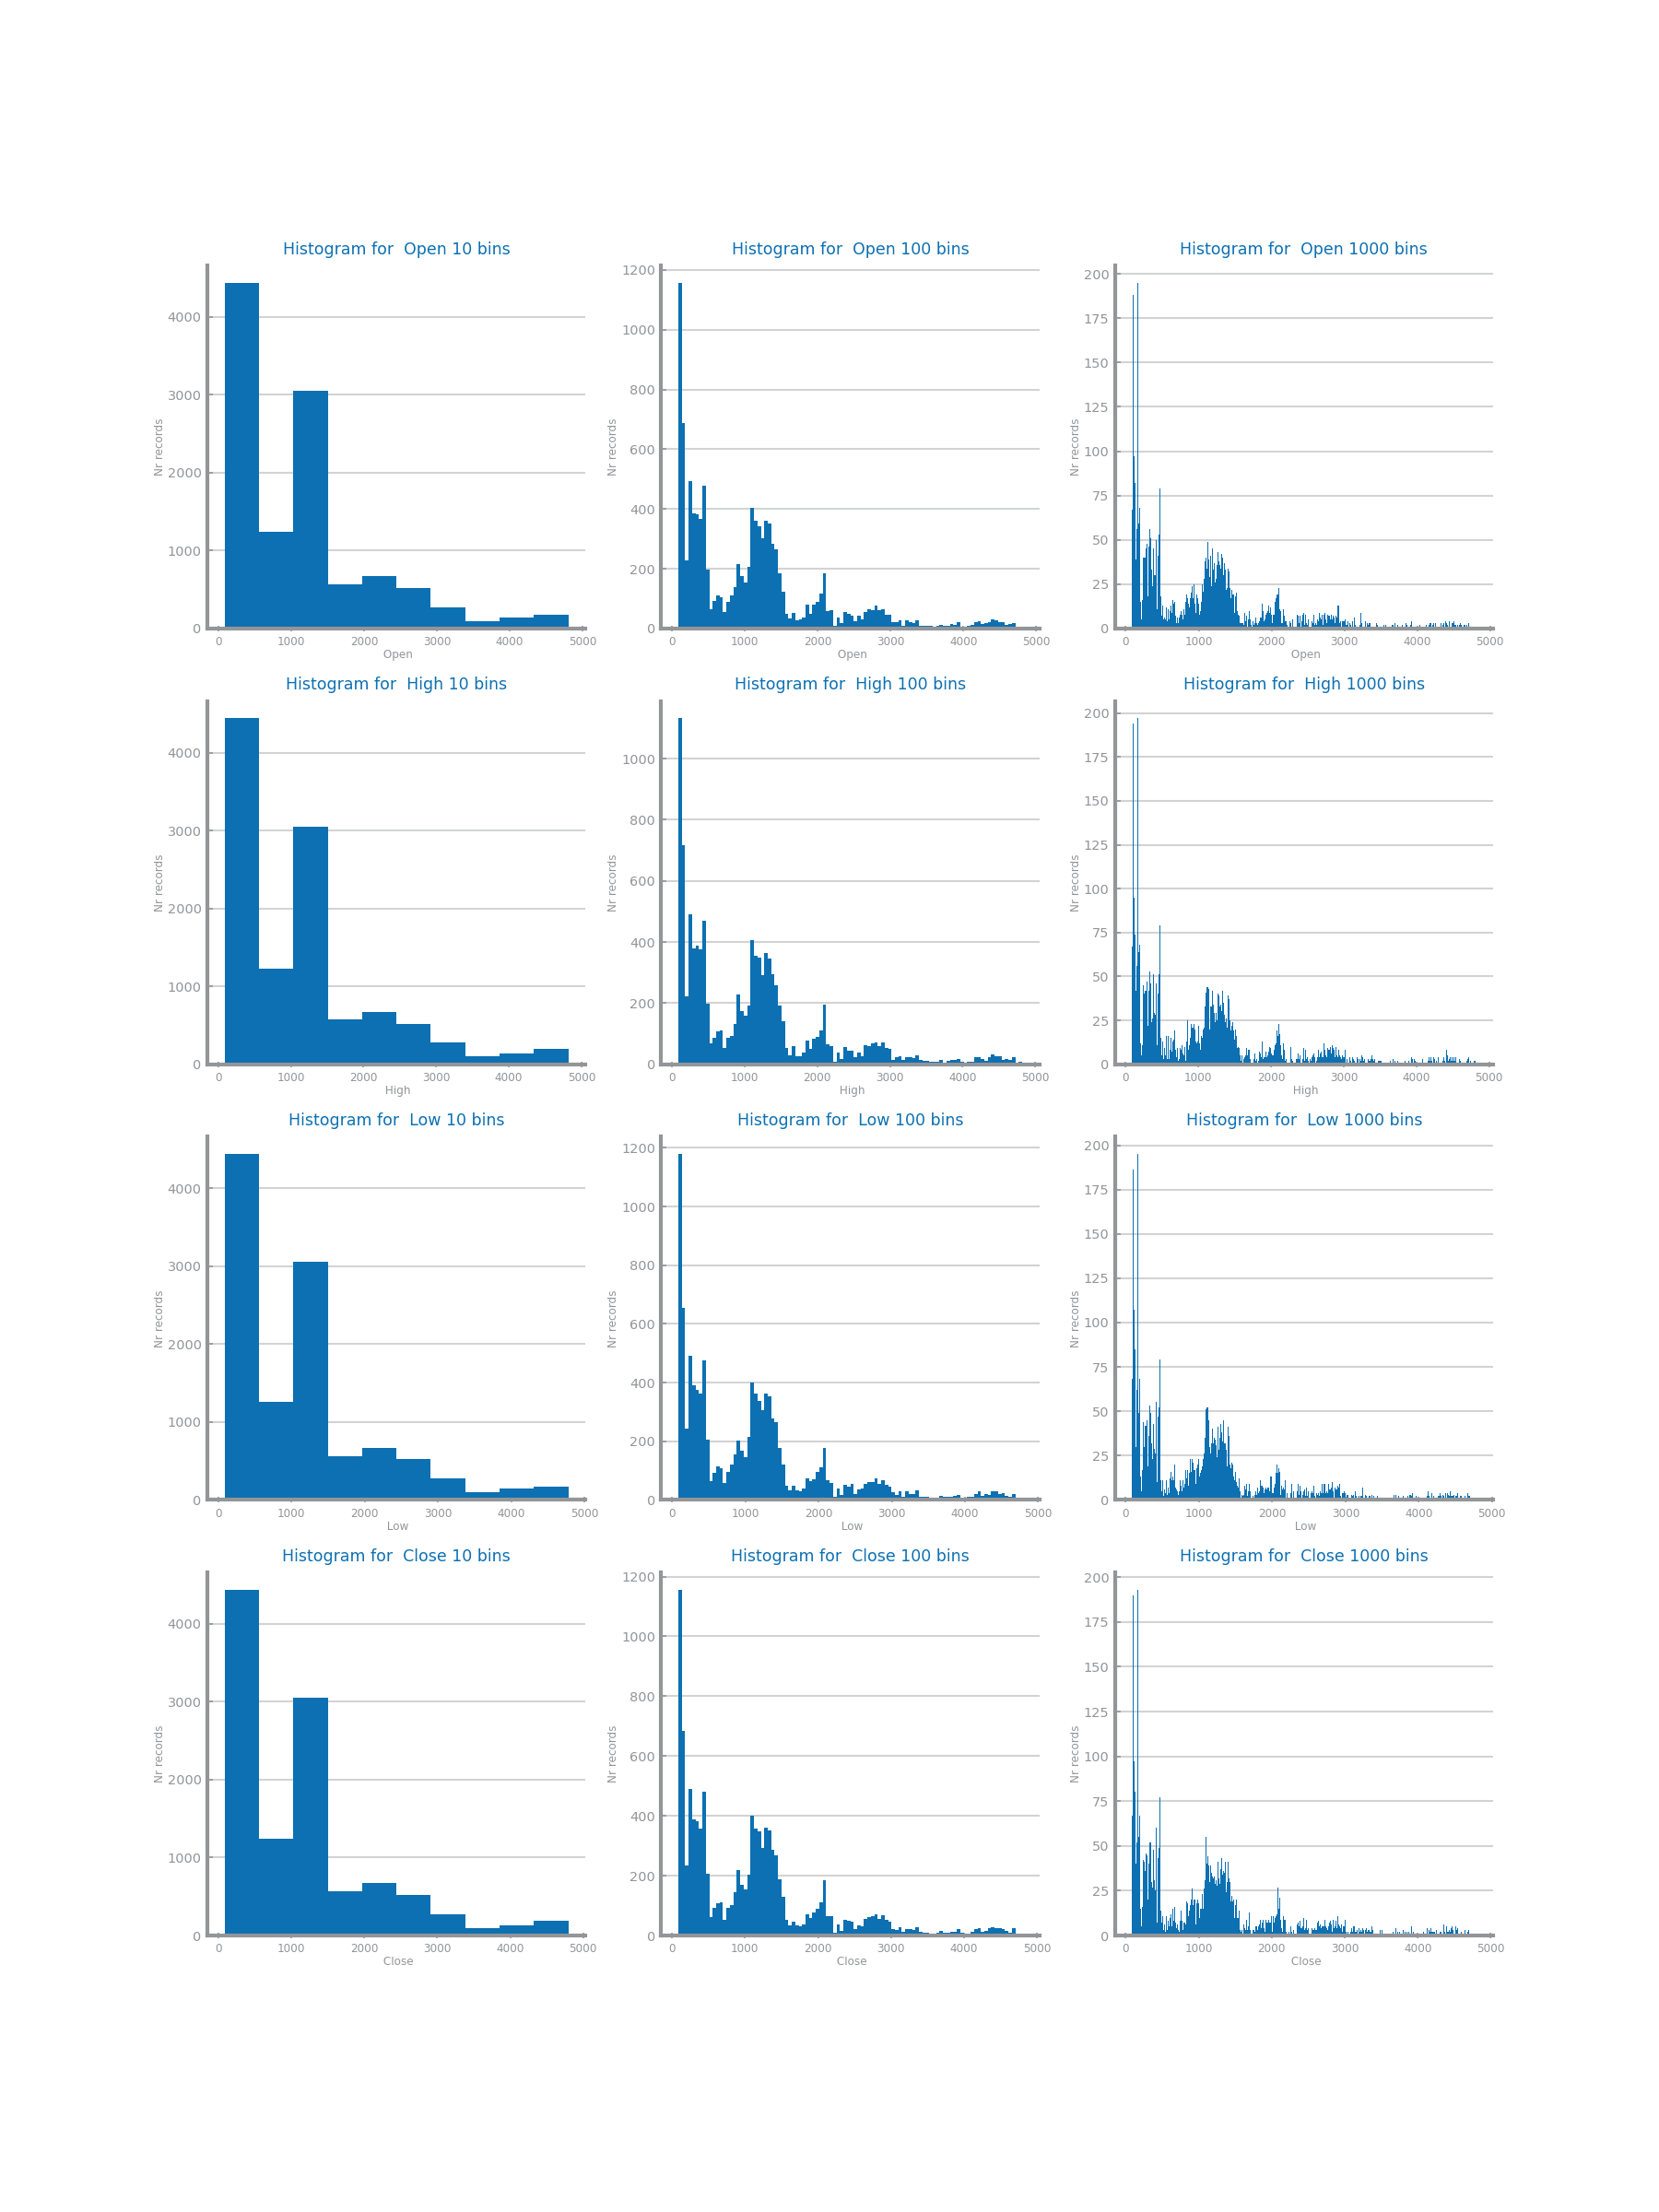 Histogram for  Open 10 bins
4000
3000
2000
1000
0
Nr records
0 1000 2000 3000 4000 5000
Open
Histogram for  Open 100 bins
1200
1000
800
600
400
200
0
Nr records
0 1000 2000 3000 4000 5000
Open
Histogram for  Open 1000 bins
200
175
150
125
100
75
50
25
0
Nr records
0 1000 2000 3000 4000 5000
Open
Histogram for  High 10 bins
4000
3000
2000
1000
0
Nr records
0 1000 2000 3000 4000 5000
High
Histogram for  High 100 bins
1000
800
600
400
200
0
Nr records
0 1000 2000 3000 4000 5000
High
Histogram for  High 1000 bins
200
175
150
125
100
75
50
25
0
Nr records
0 1000 2000 3000 4000 5000
High
Histogram for  Low 10 bins
4000
3000
2000
1000
0
Nr records
0 1000 2000 3000 4000 5000
Low
Histogram for  Low 100 bins
1200
1000
800
600
400
200
0
Nr records
0 1000 2000 3000 4000 5000
Low
Histogram for  Low 1000 bins
200
175
150
125
100
75
50
25
0
Nr records
0 1000 2000 3000 4000 5000
Low
Histogram for  Close 10 bins
4000
3000
2000
1000
0
Nr records
0 1000 2000 3000 4000 5000
Close
Histogram for  Close 100 bins
1200
1000
800
600
400
200
0
Nr records
0 1000 2000 3000 4000 5000
Close
Histogram for  Close 1000 bins
200
175
150
125
100
75
50
25
0
Nr records
0 1000 2000 3000 4000 5000
Close